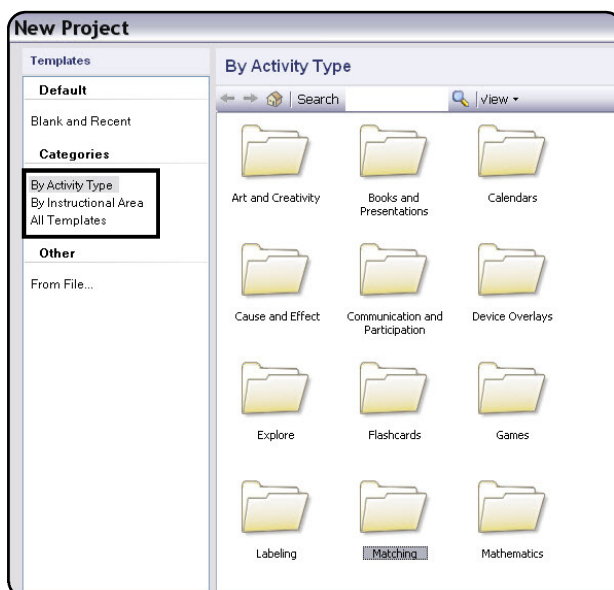 New Project
Templates
Default
Blank and Recent
Categories
By Activity Type
By Instructional Area
All Templates
Other
From File...
By Activity Type
Search
View
Art and Creativity
Books and
Presentations
Calendars
Cause and Effect
Communication and
Participation
Device Overlays
Explore
Flashcards
Games
Labeling
Matching
Mathematics